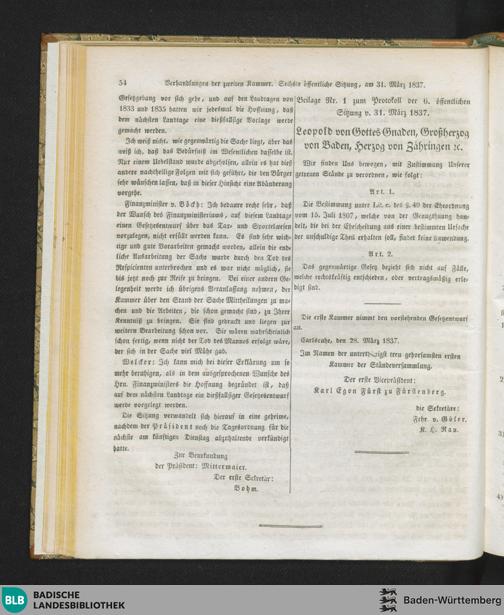 54 Verhandlungen der zweiten Kammer. Sechste öffentliche Sitzung, am 31. März 1837.
Gesetzgebung vor sich gehe, und auf den Landtagen von
1833 und 1835 hatten wir jedesmal die Hoffnung, daß
dem nächsten Landtage eine dießfallsige Vorlage werde
gemacht werden.
Ich weiß nicht, wie gegenwärtig die Sache liegt, aber das
weiß ich, daß das Bedürfniß im Wesentlichen dasselbe ist.
Nur einem Uebelstand wurde abgeholfen, allein es hat dieß
andere nachtheilige Folgen mit sich geführt, die den Bürger
sehr wünschen lassen, daß in dieser Hinsicht eine Abänderung
vorgehe.
Finanzminister v. Böckh: Ich bedaure recht sehr, daß
der Wunsch des Finanzministeriums, auf diesem Landtage
einen Gesetzesentwurf über das Tax- und Sportelwesen
vorzulegen, nicht erfüllt werden kann. Es sind sehr wich-
tige und gute Vorarbeiten gemacht worden, allein die end-
liche Ausarbeitung der Sache wurde durch den Tod des
Respicienten unterbrochen und es war nicht möglich, sie
bis jetzt noch zur Reife zu bringen. Bei einer andern Ge-
legenheit werde ich übrigens Veranlassung nehmen, der
Kammer über den Stand der Sache Mittheilungen zu ma-
chen und die Arbeiten, die schon gemacht sind, zu Ihrer
Kenntniß zu bringen. Sie sind gedruckt und liegen zur
weitern Bearbeitung schon vor. Sie wären wahrscheinlich
schon fertig, wenn nicht der Tod des Mannes erfolgt wäre,
der sich in der Sache viel Mühe gab.
Welcker: Ich kann mich bei dieser Erklärung um so
mehr beruhigen, als in dem ausgesprochenen Wunsche des
Hrn. Finanzministers die Hoffnung begründet ist, daß
auf dem nächsten Landtage ein dießfallsiger Gesetzesentwurf
werde vorgelegt werden.
Die Sitzung verwandelt sich hierauf in eine geheime,
nachdem der Präsident noch die Tagesordnung für die
nächste am künftigen Dienstag abzuhaltende verkündigt
hatte.
Zur Beurkundung
der Präsident: Mittermaier.
Der erste Sekretär:
Bohm.
Beilage Nr. 1 zum Protokoll der 6. öffentlichen
Sitzung v. 31. März 1837.
Leopold von Gottes Gnaden, Großherzog
von Baden, Herzog von Zähringen ꝛc.
Wir finden Uns bewogen, mit Zustimmung Unserer
getreuen Stände zu verordnen, wie folgt:
Art. 1.
Die Bestimmung unter Lit. c. des §. 49 der Eheordnung
vom 15. Juli 1807, welche von der Genugthuung han-
delt, die bei der Ehescheidung aus einer bestimmten Ursache
der unschuldige Theil erhalten soll, findet keine Anwendung.
Art. 2.
Das gegenwärtige Gesetz bezieht sich nicht auf Fälle,
welche rechtskräftig entschieden, oder vertragsmäßig erle-
digt sind.
Die erste Kammer nimmt den vorstehenden Gesetzentwurf
an.
Carlsruhe, den 28. März 1837.
Im Namen der unterthänigst treu gehorsamsten ersten
Kammer der Ständeversammlung.
Der erste Vicepräsident:
Karl Egon Fürst zu Fürstenberg.
die Sekretäre:
Frhr. v. Göler.
K. H. Rau.
BLB BADISCHE
LANDESBIBLIOTHEK
Baden-Württemberg